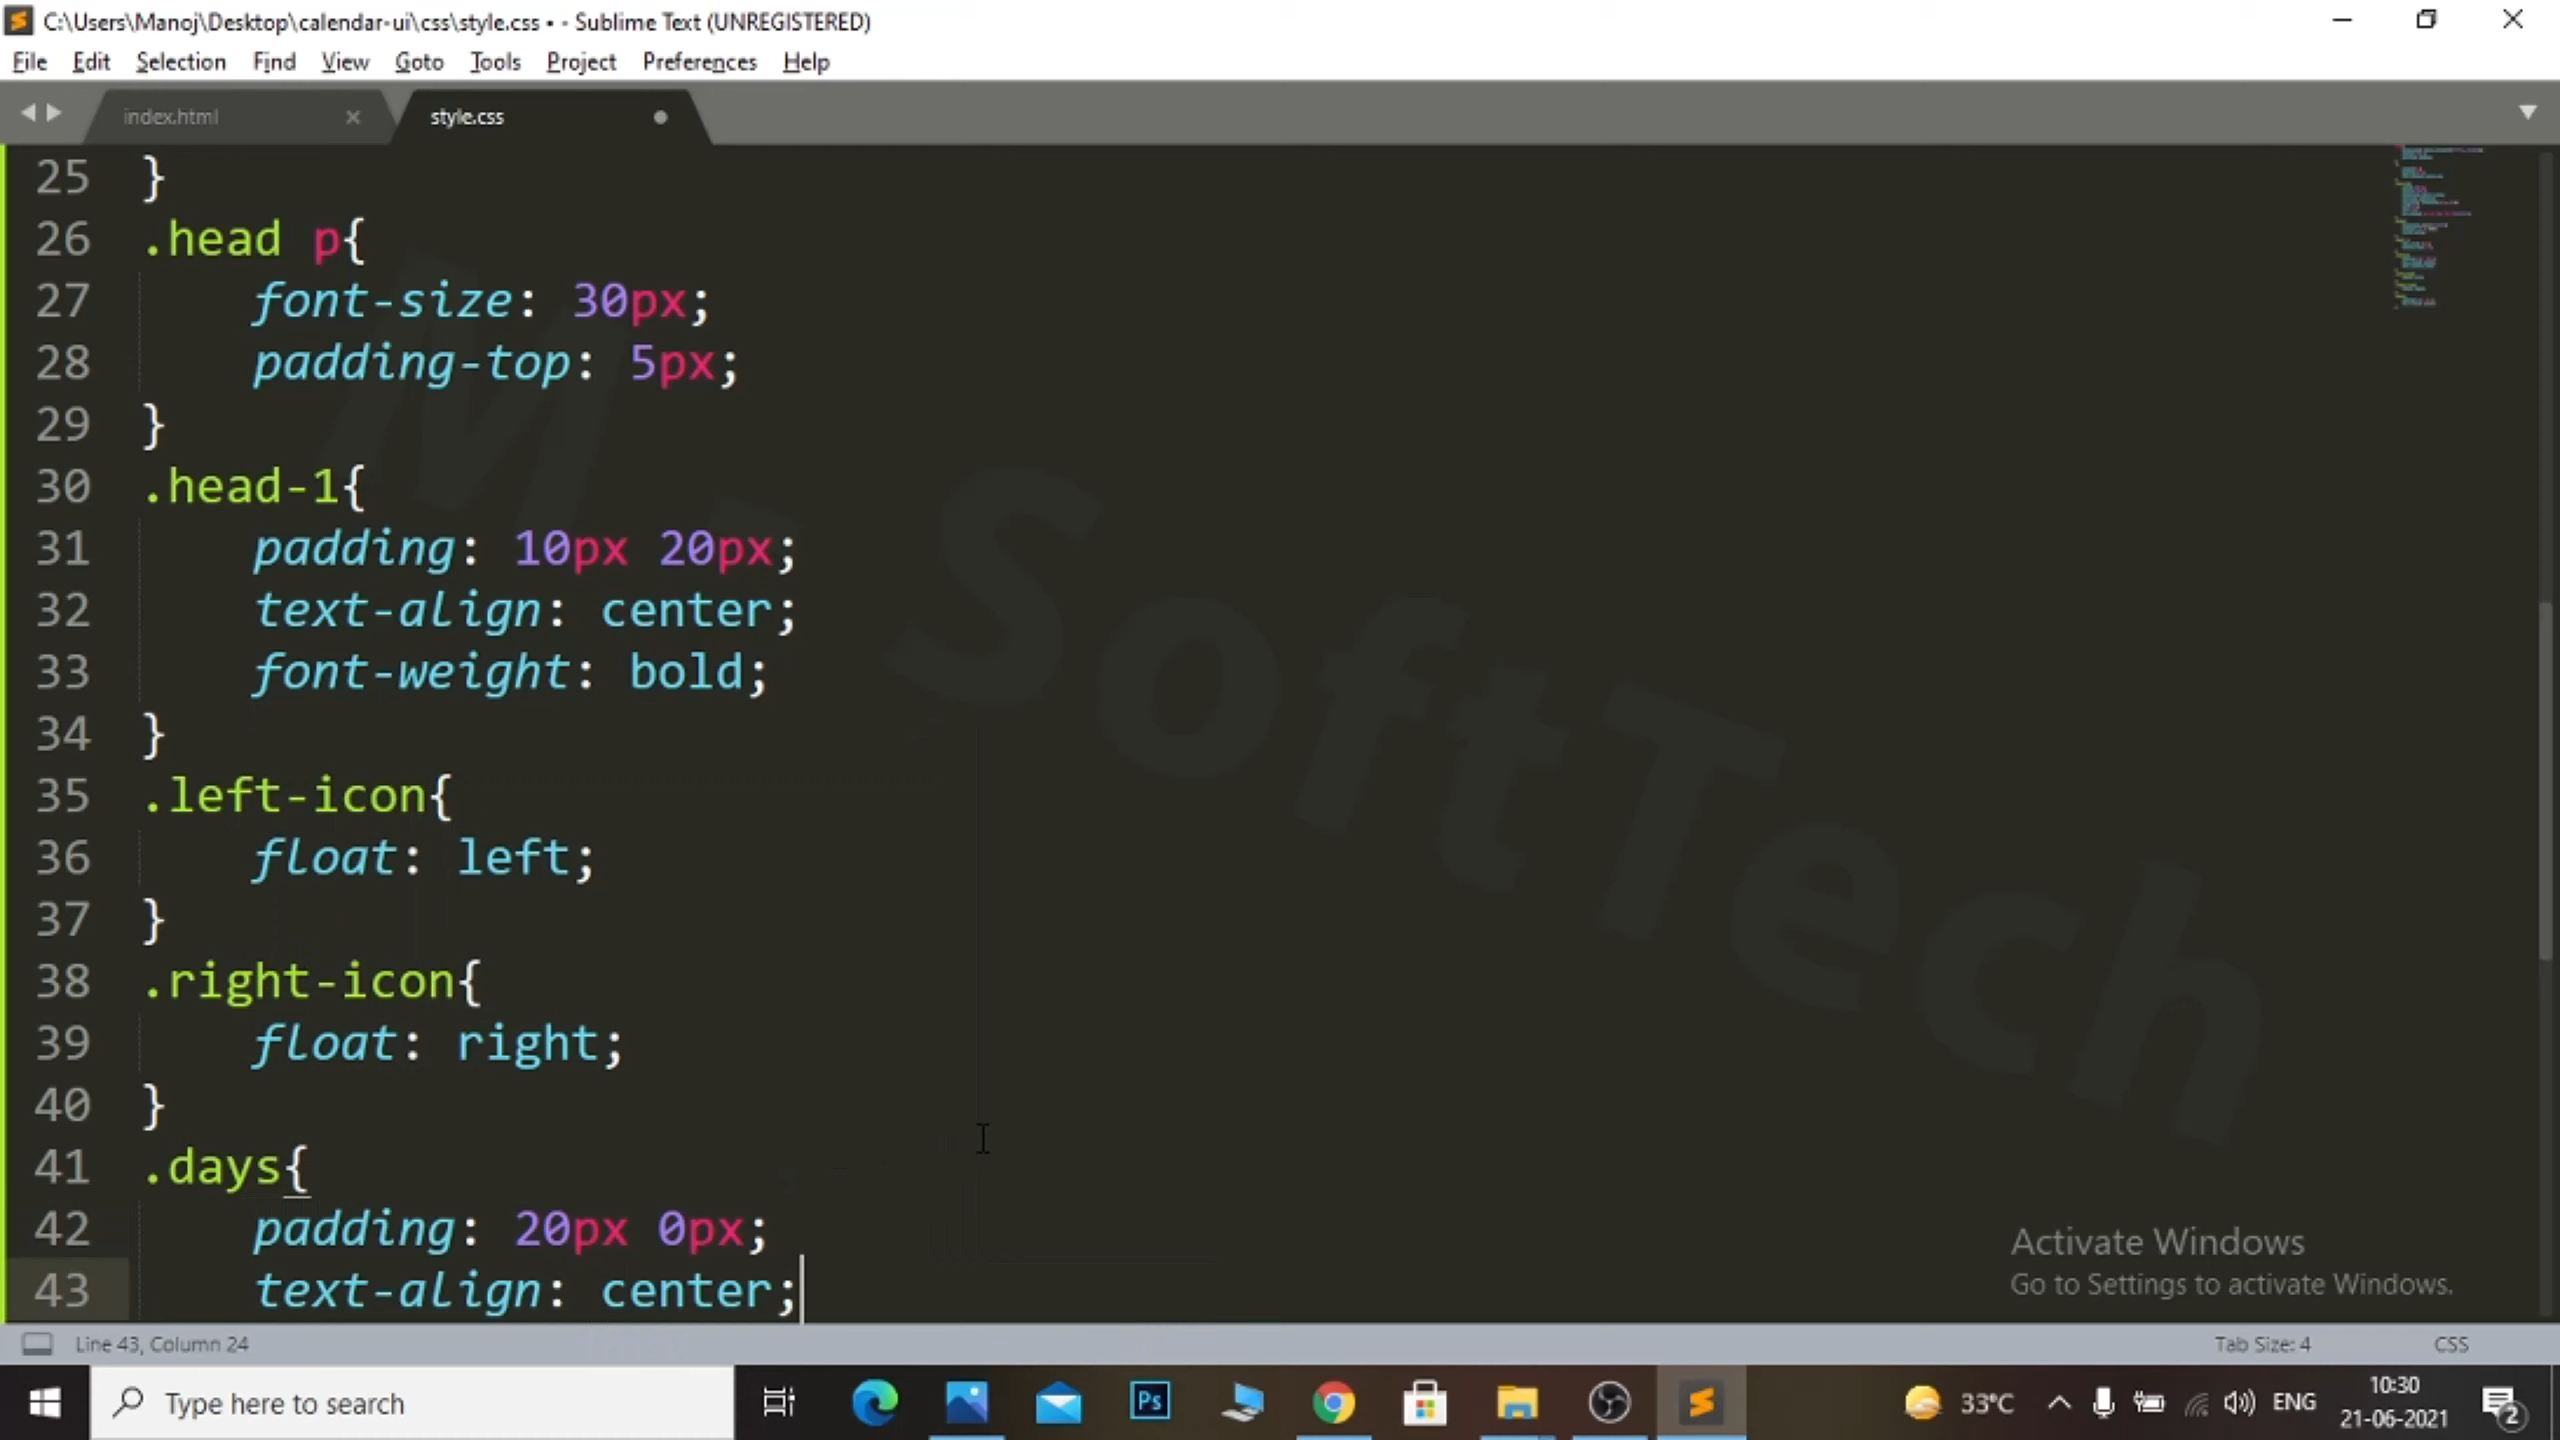 C:\Users\Manoj\Desktop\calendar-ui\css\style.css • - Sublime Text (UNREGISTERED)
File Edit Selection Find View Goto Tools Project Preferences Help
index.html style.css
25 }
26 .head p{
27 font-size: 30px;
28 padding-top: 5px;
29 }
30 .head-1{
31 padding: 10px 20px;
32 text-align: center;
33 font-weight: bold;
34 }
35 .left-icon{
36 float: left;
37 }
38 .right-icon{
39 float: right;
40 }
41 .days{
42 padding: 20px 0px;
43 text-align: center;
M - SoftTech
Activate Windows
Go to Settings to activate Windows.
Line 43, Column 24 Tab Size: 4 CSS
Type here to search Ps 33°C ENG 10:30
21-06-2021 2